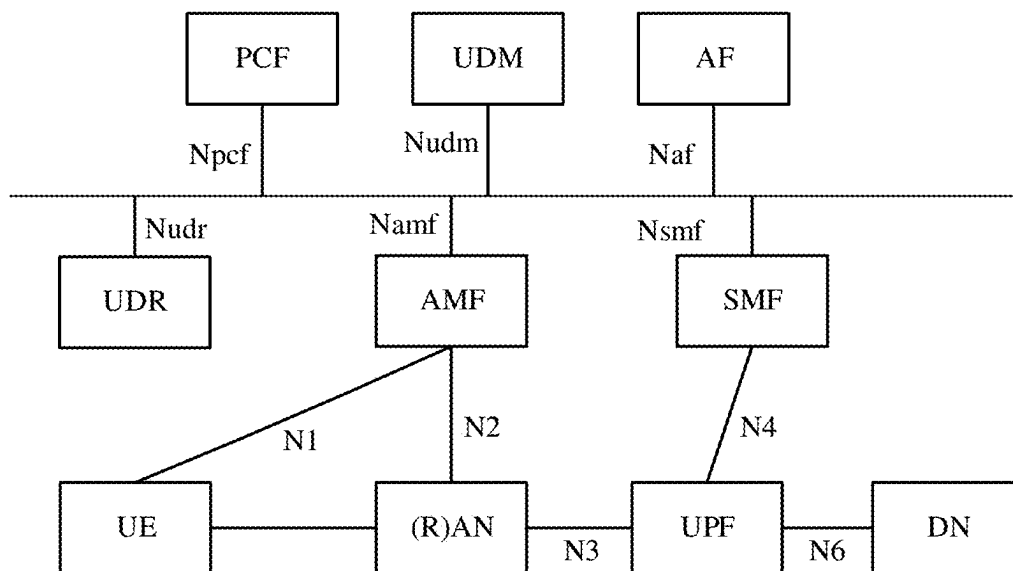 PCF UDM AF
Npcf Nudm Naf
Nudr Namf Nsmf
UDR AMF SMF
N1 N2 N4
UE (R)AN UPF DN
N3 N6